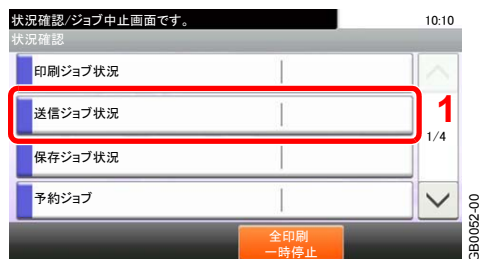 状況確認/ジョブ中止画面です。
10:10
状況確認
印刷ジョブ状況
送信ジョブ状況
1
1/4
保存ジョブ状況
予約ジョブ
全印刷
一時停止
GB0052-00